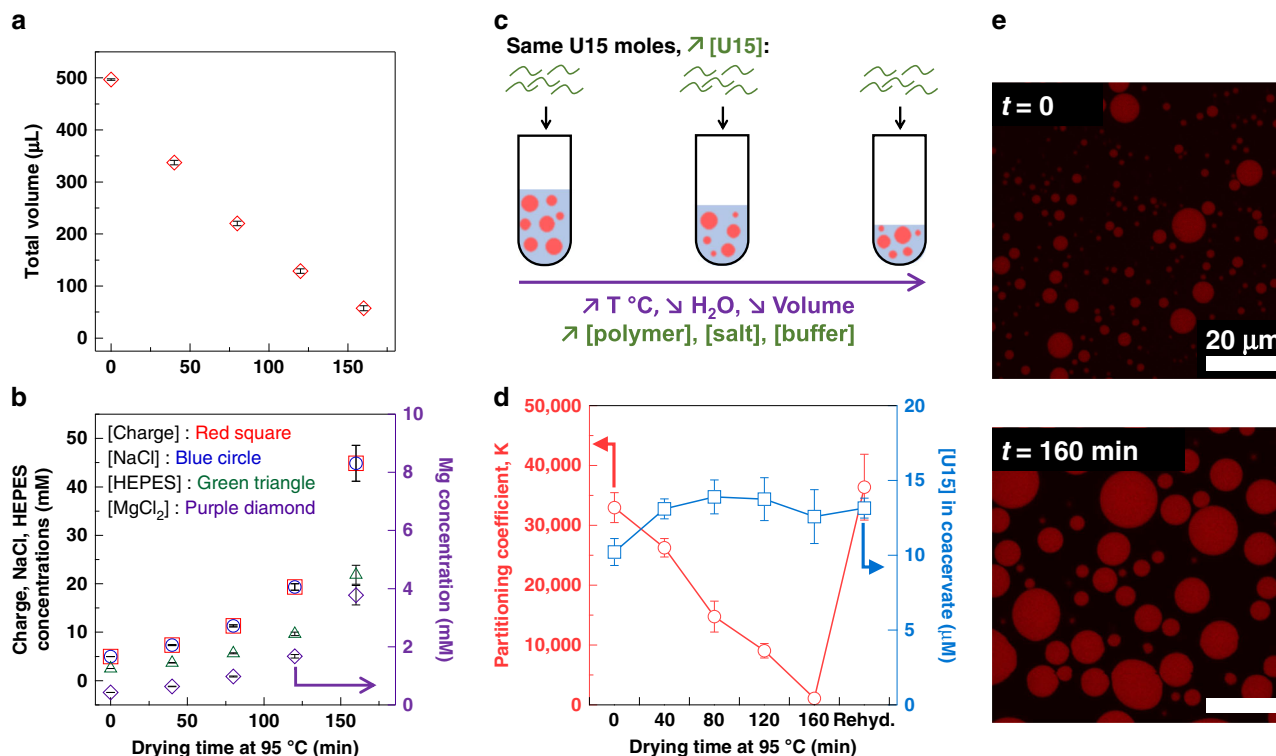 a
Total volume (μL)
500
400
300
200
100
0
0
50
100
150
b
Charge, NaCl, HEPES
concentrations (mM)
50
40
30
20
10
0
[Charge] : Red square
[NaCl] : Blue circle
[HEPES] : Green triangle
[MgCl₂] : Purple diamond
10
8
6
4
2
0
Mg concentration
(mM)
0
50
100
150
Drying time at 95 °C (min)
c
Same U15 moles, ↗ [U15]:
↗ T °C, ↘ H₂O, ↘ Volume
↗ [polymer], [salt], [buffer]
d
Partitioning coefficient, K
50,000
40,000
30,000
20,000
10,000
0
20
15
10
5
0
[U15] in coacervate (μM)
0
40
80
120
160
Rehyd.
Drying time at 95 °C (min)
e
t = 0
20 μm
t = 160 min